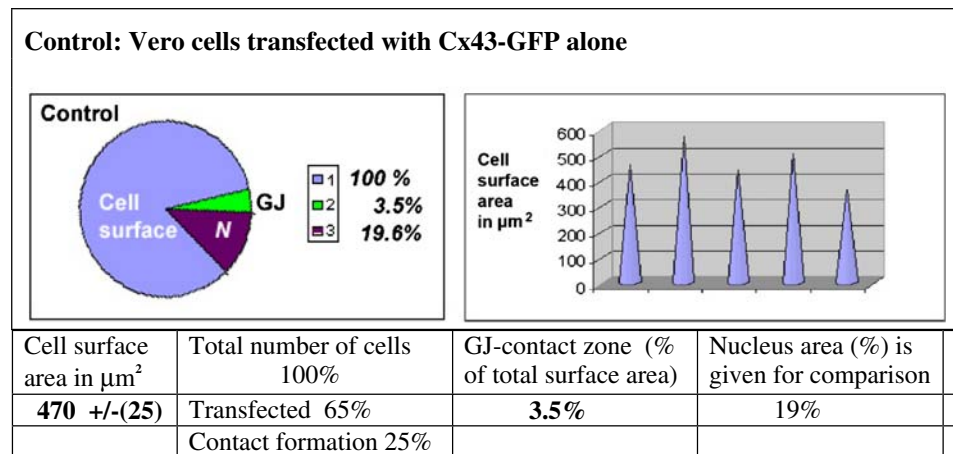 Control: Vero cells transfected with Cx43-GFP alone
Control
Cell
surface
GJ
N
1 100 %
2 3.5%
3 19.6%
Cell
surface
area
in µm²
600
500
400
300
200
100
0
Cell surface
area in µm²
Total number of cells
100%
GJ-contact zone (%
of total surface area)
Nucleus area (%) is
given for comparison
470 +/-(25)
Transfected 65%
3.5%
19%
Contact formation 25%